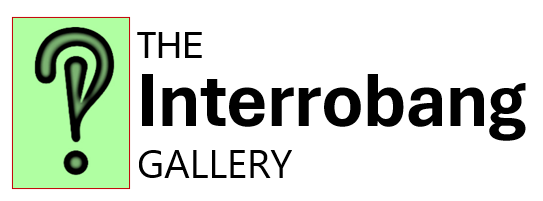 ‽
THE
Interrobang
GALLERY